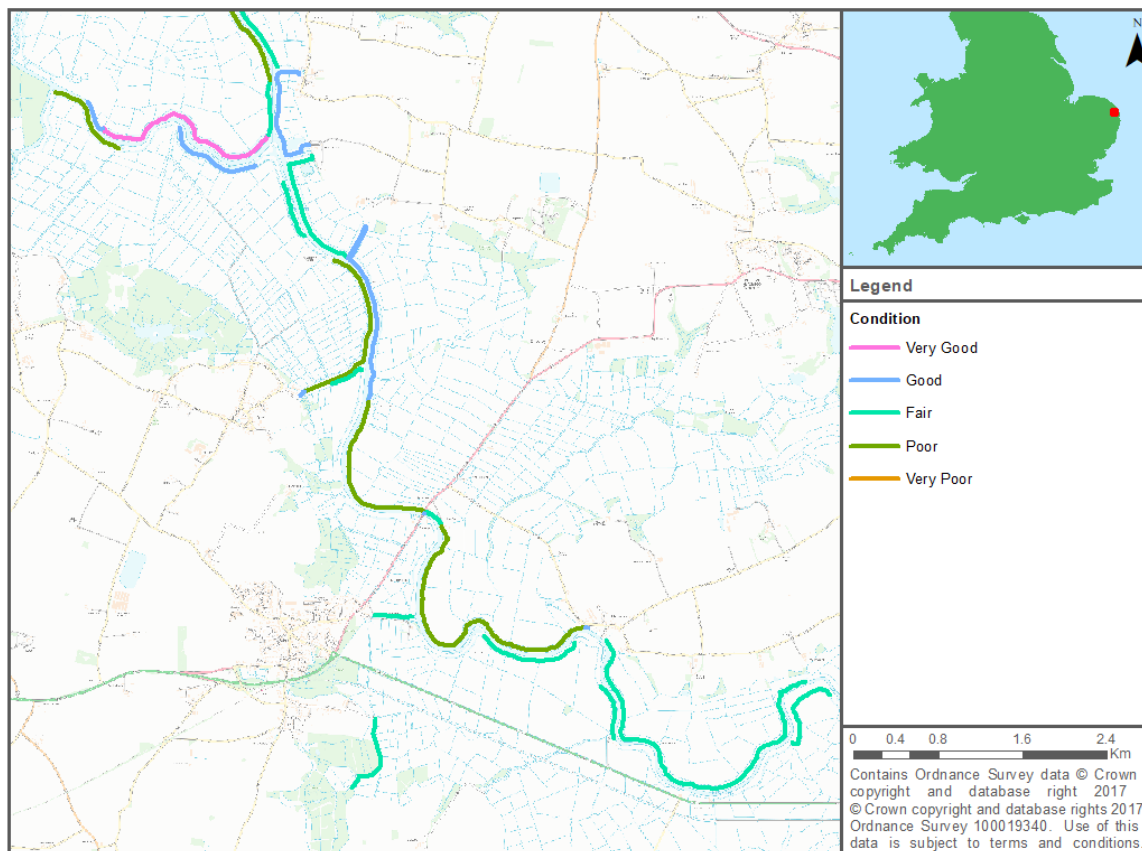 N
Legend
Condition
Very Good
Good
Fair
Poor
Very Poor
0 0.4 0.8 1.6 2.4
Km
Contains Ordnance Survey data © Crown
copyright and database right 2017
© Crown copyright and database rights 2017
Ordnance Survey 100019340. Use of this
data is subject to terms and conditions